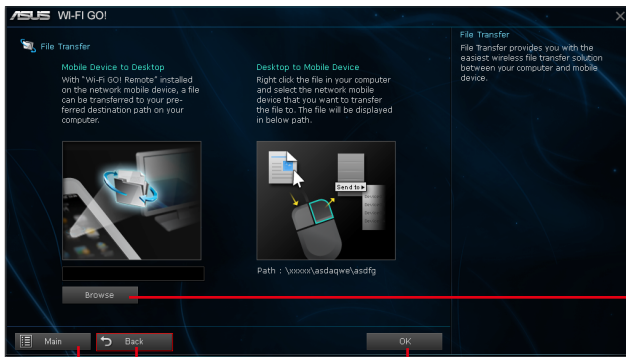 ASUS WI-FI GO!
File Transfer
Mobile Device to Desktop
With "Wi-Fi GO! Remote" installed
on the network mobile device, a file
can be transferred to your pre-
ferred destination path on your
computer.
Browse
Desktop to Mobile Device
Right click the file in your computer
and select the network mobile
device that you want to transfer
the file to. The file will be displayed
in below path.
Send to
Path : \xxxxx\asdaqwe\asdfg
File Transfer
File Transfer provides you with the
easiest wireless file transfer solution
between your computer and mobile
device.
Main
Back
OK